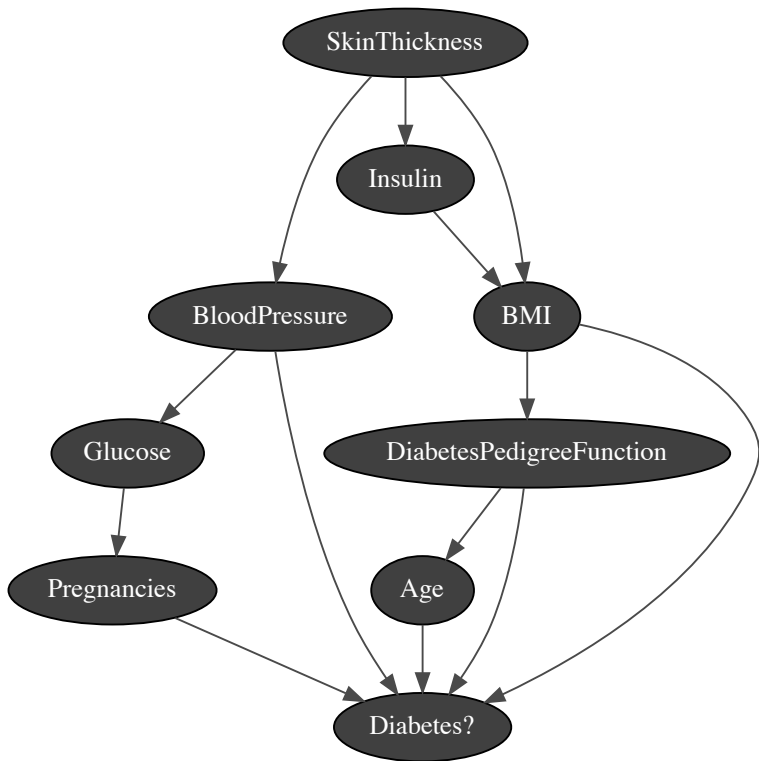 SkinThickness
Insulin
BloodPressure
BMI
Glucose
DiabetesPedigreeFunction
Pregnancies
Age
Diabetes?